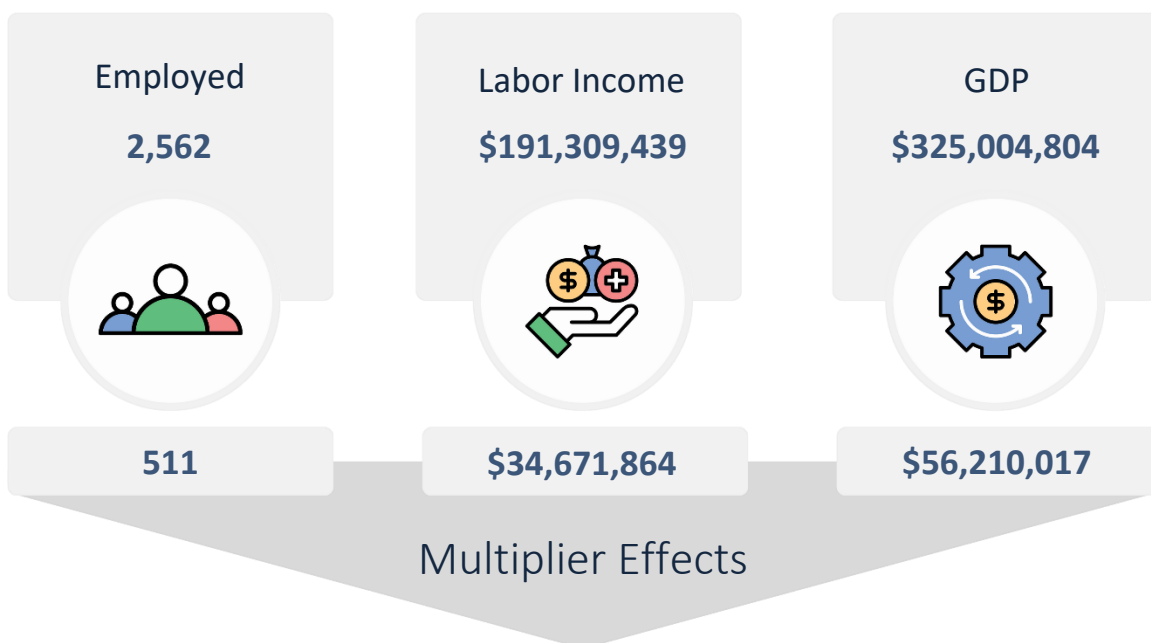 Employed
2,562
Labor Income
$191,309,439
GDP
$325,004,804
$
$
511
$34,671,864
$56,210,017
Multiplier Effects